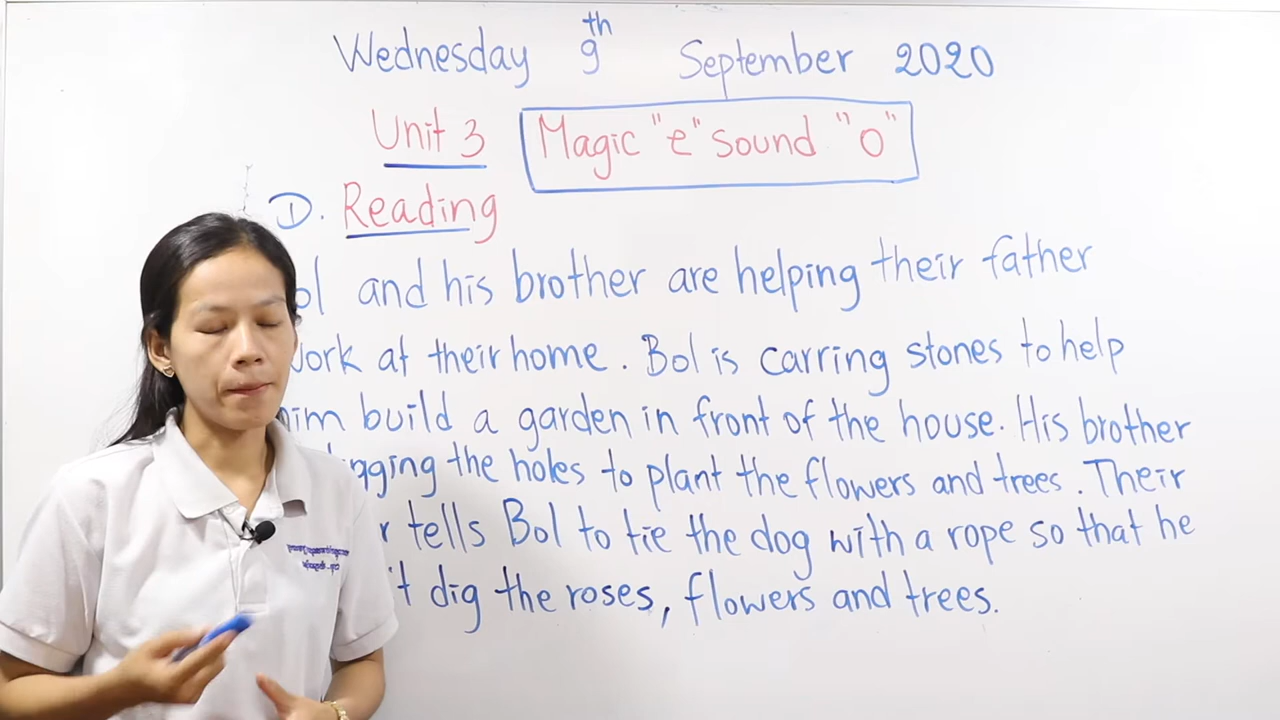 Wednesday 9th September 2020
Unit 3 Magic "e" sound "o"
D. Reading
ol and his brother are helping their father
work at their home. Bol is carring stones to help
him build a garden in front of the house. His brother
gging the holes to plant the flowers and trees. Their
r tells Bol to tie the dog with a rope so that he
't dig the roses, flowers and trees.